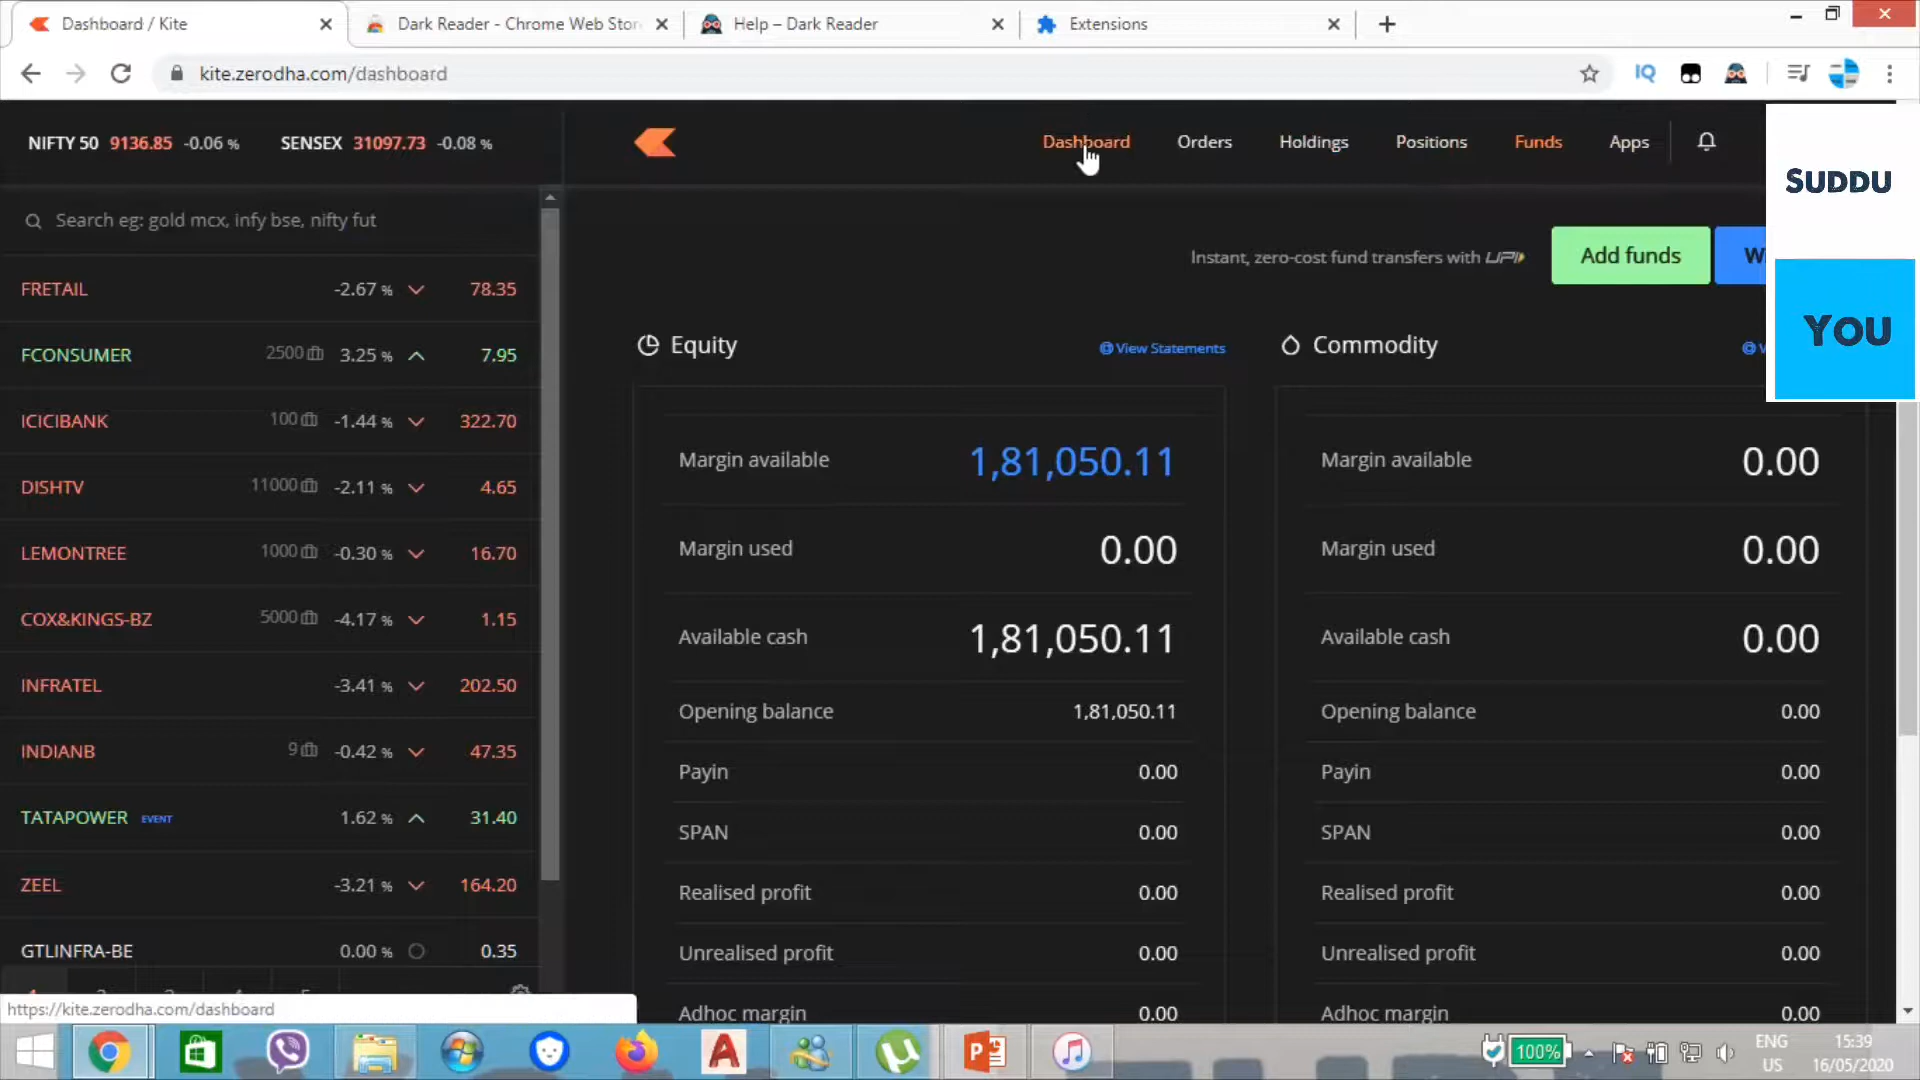 Dashboard / Kite
Dark Reader - Chrome Web Stor
Help – Dark Reader
Extensions
kite.zerodha.com/dashboard
IQ
NIFTY 50 9136.85 -0.06 %
SENSEX 31097.73 -0.08 %
Dashboard
Orders
Holdings
Positions
Funds
Apps
SUDDU
YOU
Search eg: gold mcx, infy bse, nifty fut
FRETAIL -2.67 % 78.35
FCONSUMER 2500 3.25 % 7.95
ICICIBANK 100 -1.44 % 322.70
DISHTV 11000 -2.11 % 4.65
LEMONTREE 1000 -0.30 % 16.70
COX&KINGS-BZ 5000 -4.17 % 1.15
INFRATEL -3.41 % 202.50
INDIANB 9 -0.42 % 47.35
TATAPOWER EVENT 1.62 % 31.40
ZEEL -3.21 % 164.20
GTLINFRA-BE 0.00 % 0.35
https://kite.zerodha.com/dashboard
Instant, zero-cost fund transfers with UPI
Add funds
Equity
View Statements
Margin available 1,81,050.11
Margin used 0.00
Available cash 1,81,050.11
Opening balance 1,81,050.11
Payin 0.00
SPAN 0.00
Realised profit 0.00
Unrealised profit 0.00
Adhoc margin 0.00
Commodity
Margin available 0.00
Margin used 0.00
Available cash 0.00
Opening balance 0.00
Payin 0.00
SPAN 0.00
Realised profit 0.00
Unrealised profit 0.00
Adhoc margin 0.00
100%
ENG
US
15:39
16/05/2020